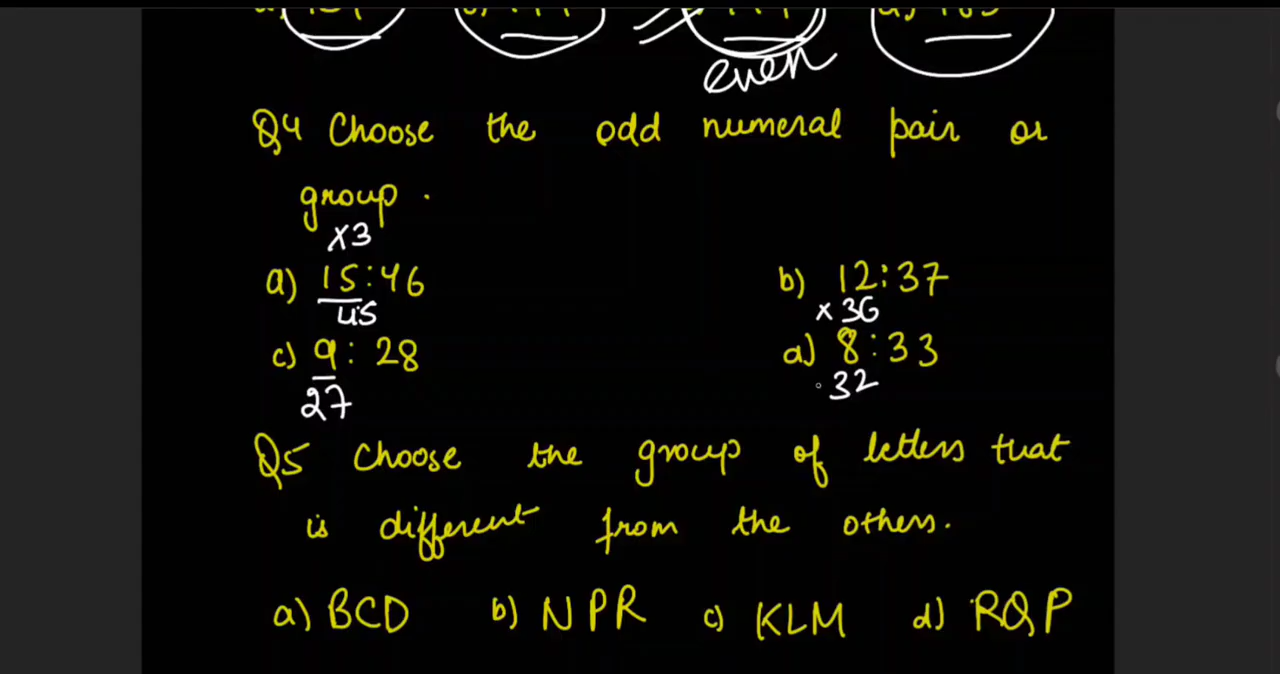 even
Q4 Choose the odd numeral pair or
group.
x3
a) 15:46 b) 12:37
45 x 36
c) 9: 28 a) 8:33
27 32
Q5 Choose the group of letters that
is different from the others.
a) BCD b) NPR c) KLM d) RQP